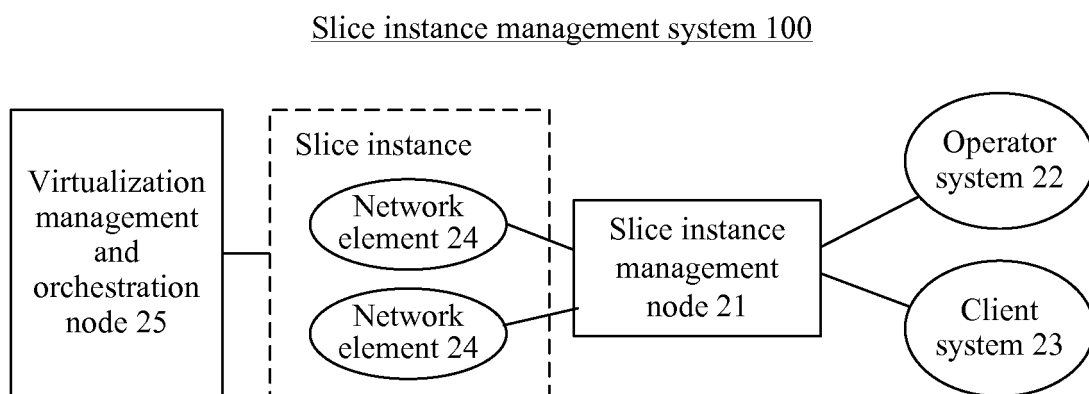 Slice instance management system 100
Virtualization
management
and
orchestration
node 25
Slice instance
Network
element 24
Network
element 24
Slice instance
management
node 21
Operator
system 22
Client
system 23